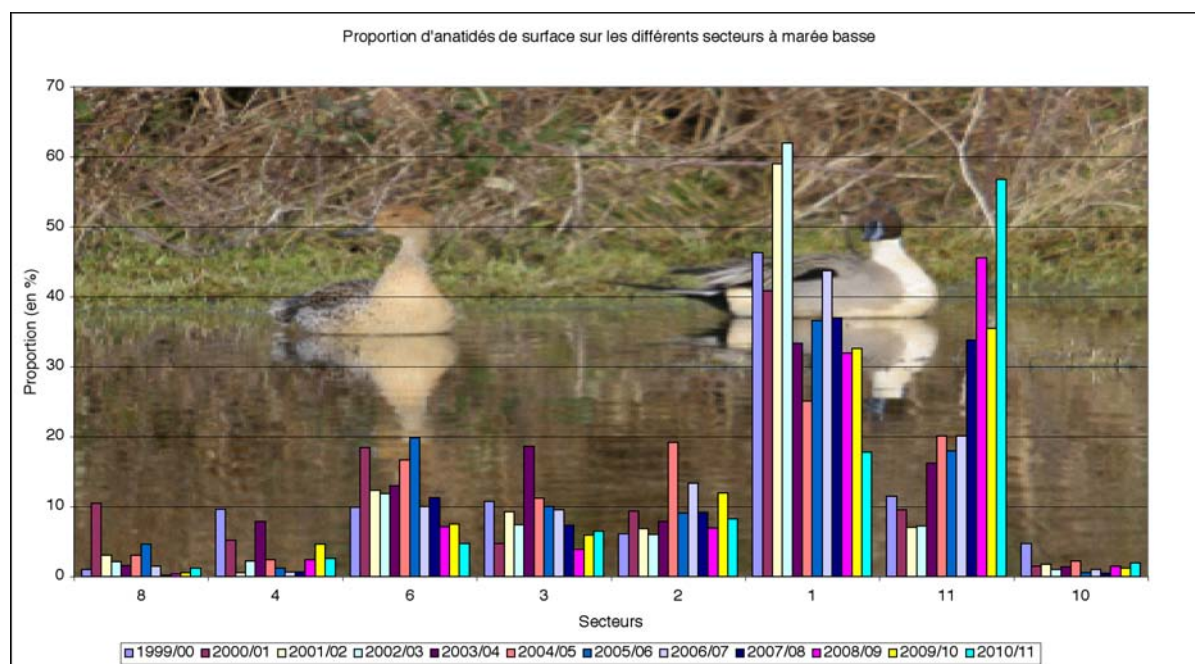 Proportion d'anatidés de surface sur les différents secteurs à marée basse
70
60
50
40
30
20
10
0
Proportion (en %)
8 4 6 3 2 1 11 10
Secteurs
1999/00 2000/01 2001/02 2002/03 2003/04 2004/05 2005/06 2006/07 2007/08 2008/09 2009/10 2010/11